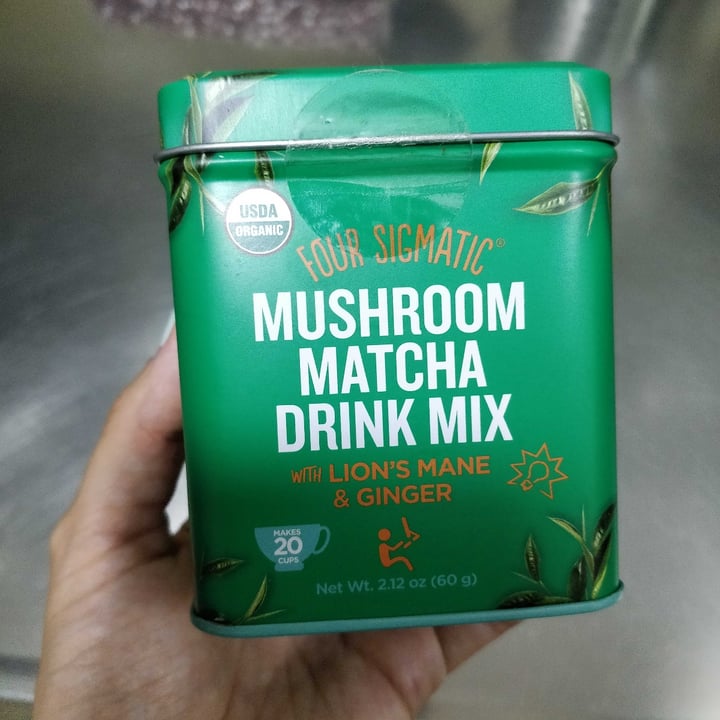 USDA
ORGANIC
FOUR SIGMATIC®
MUSHROOM
MATCHA
DRINK MIX
WITH LION'S MANE
& GINGER
MAKES
20
CUPS
Net Wt. 2.12 oz (60 g)